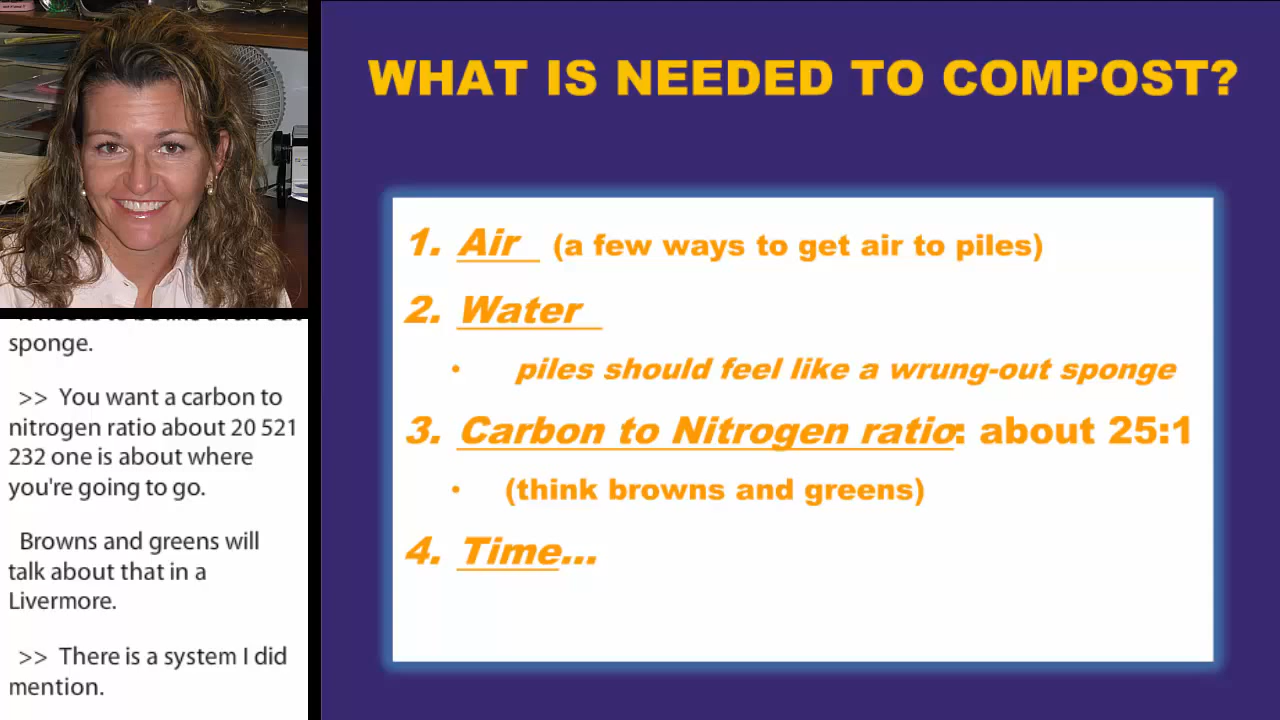 WHAT IS NEEDED TO COMPOST?
1. Air (a few ways to get air to piles)
2. Water
• piles should feel like a wrung-out sponge
3. Carbon to Nitrogen ratio: about 25:1
• (think browns and greens)
4. Time...
sponge.
>> You want a carbon to
nitrogen ratio about 20 521
232 one is about where
you're going to go.
Browns and greens will
talk about that in a
Livermore.
>> There is a system I did
mention.